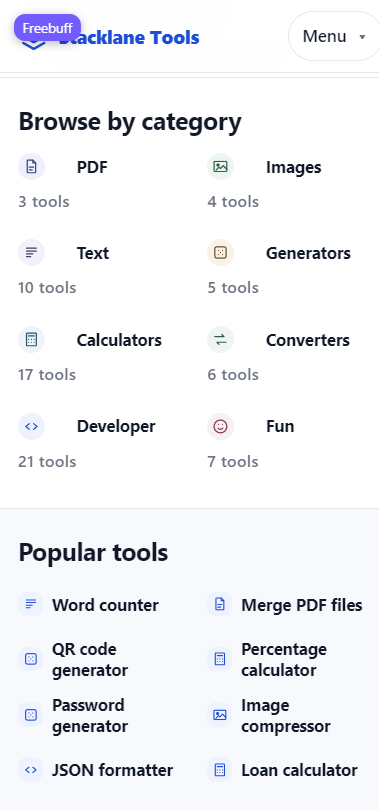 Freebuff
Stacklane Tools
Menu
Browse by category
PDF
3 tools
Images
4 tools
Text
10 tools
Generators
5 tools
Calculators
17 tools
Converters
6 tools
Developer
21 tools
Fun
7 tools
Popular tools
Word counter
Merge PDF files
QR code
generator
Percentage
calculator
Password
generator
Image
compressor
JSON formatter
Loan calculator